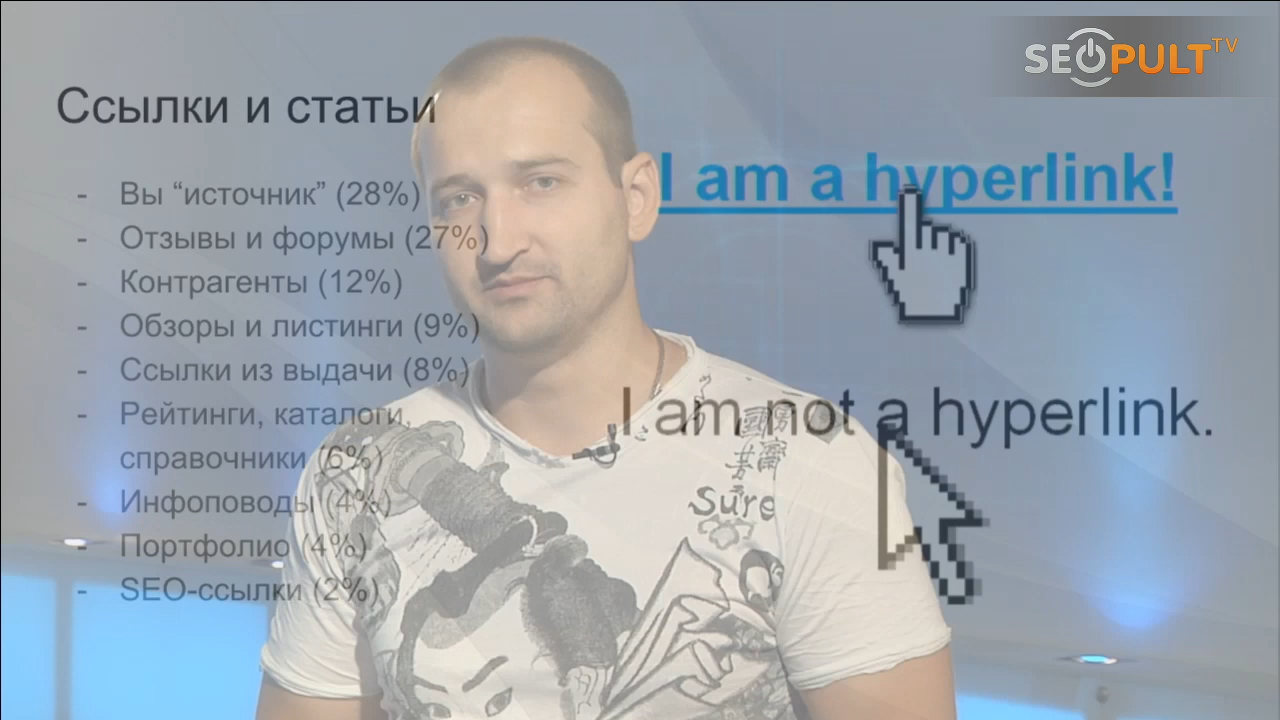 SEOPULT TV
Ссылки и статьи
- Вы “источник” (28%)
- Отзывы и форумы (27%)
- Контрагенты (12%)
- Обзоры и листинги (9%)
- Ссылки из выдачи (8%)
- Рейтинги, каталоги,
справочники (6%)
- Инфоповоды (4%)
- Портфолио (4%)
- SEO-ссылки (2%)
I am a hyperlink!
I am not a hyperlink.
Sure